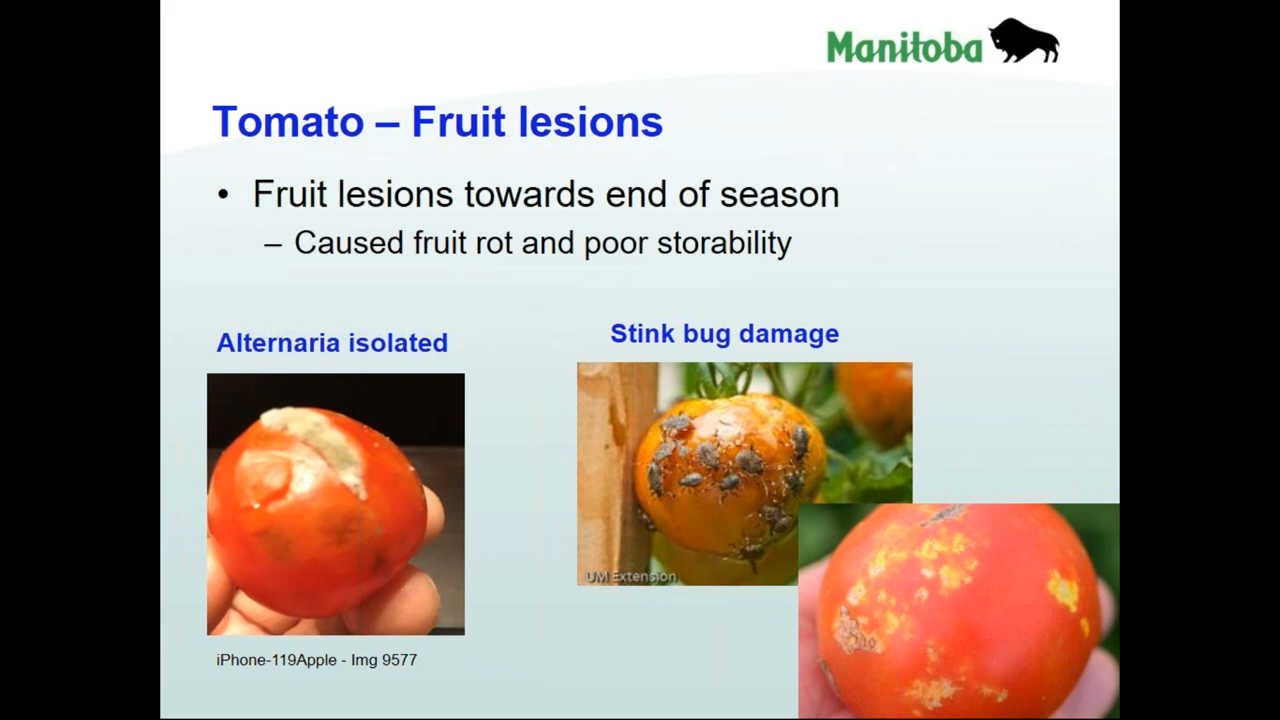 Manitoba
Tomato – Fruit lesions
• Fruit lesions towards end of season
– Caused fruit rot and poor storability
Alternaria isolated
Stink bug damage
UM Extension
iPhone-119Apple - Img 9577